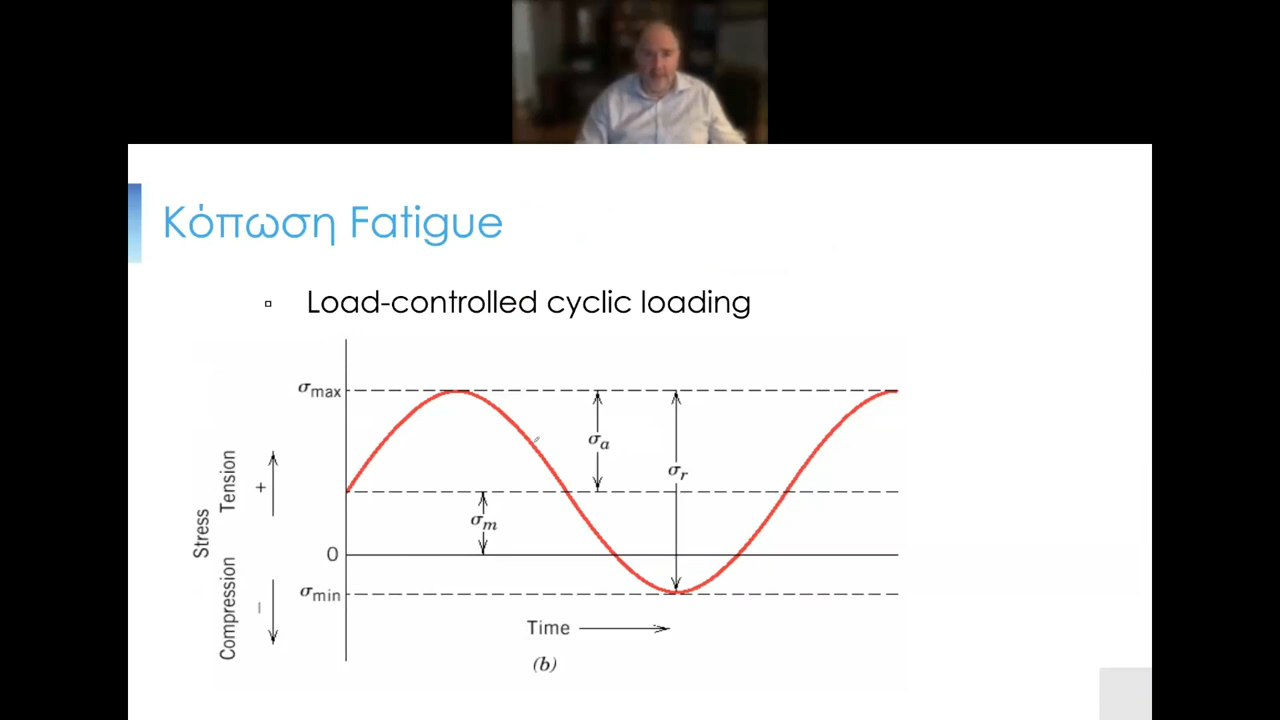 Κόπωση Fatigue
▫ Load-controlled cyclic loading
σmax
σa
σr
Tension
+
σm
Stress
0
σmin
Compression
−
Time
(b)